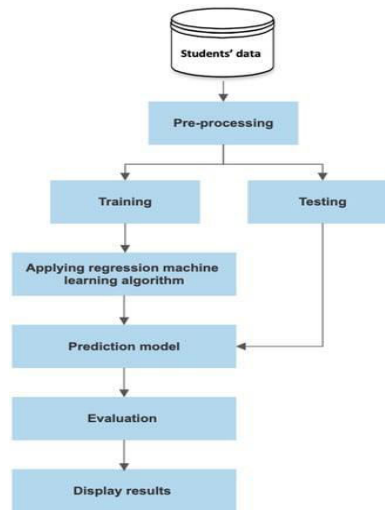 Students' data
Pre-processing
Training
Testing
Applying regression machine
learning algorithm
Prediction model
Evaluation
Display results